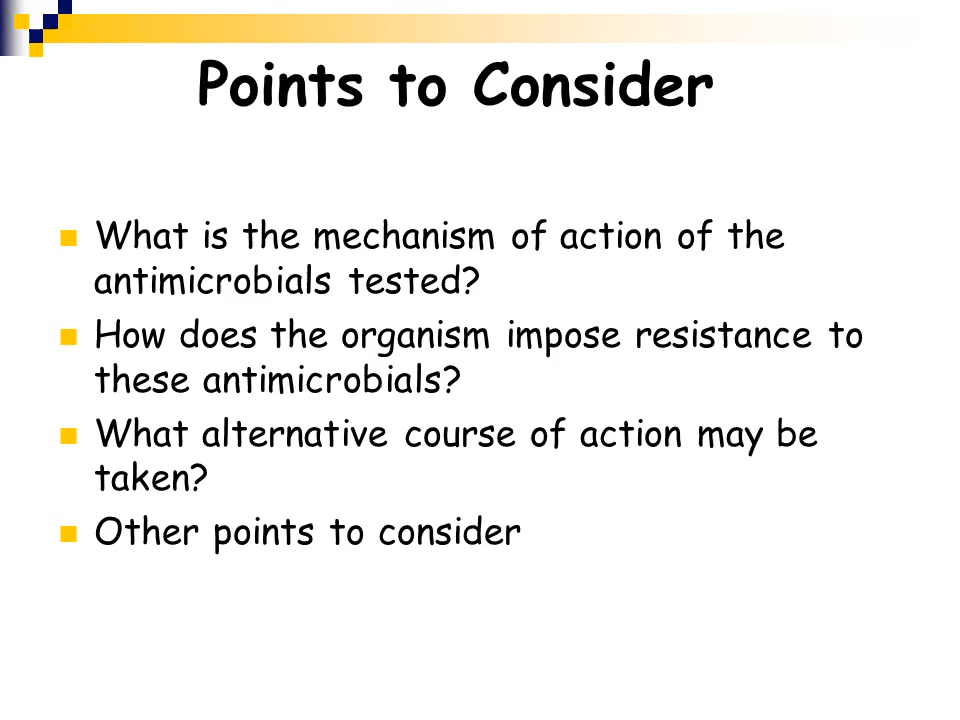 Points to Consider
What is the mechanism of action of the
antimicrobials tested?
How does the organism impose resistance to
these antimicrobials?
What alternative course of action may be
taken?
Other points to consider